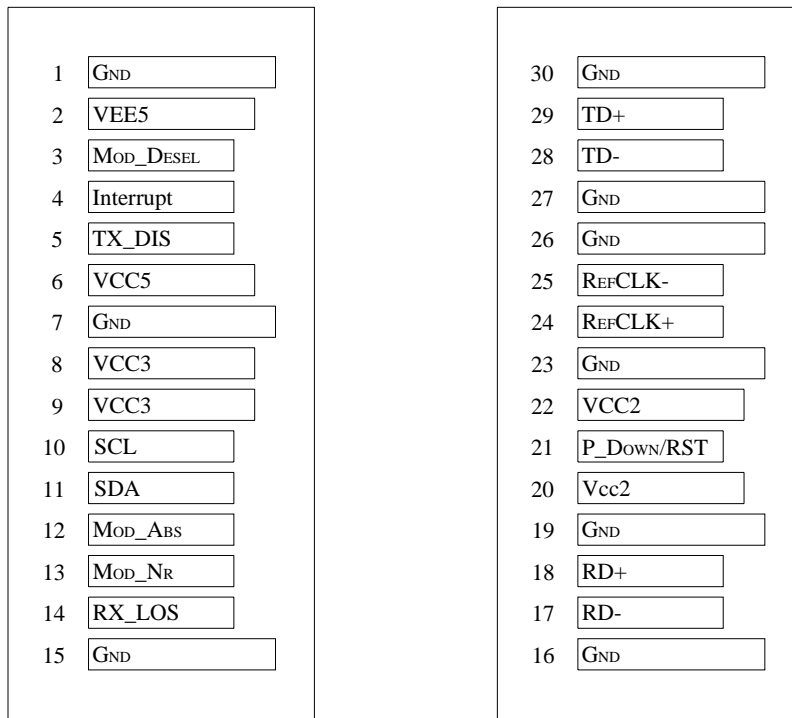 1 GND
2 VEE5
3 MOD_DESEL
4 Interrupt
5 TX_DIS
6 VCC5
7 GND
8 VCC3
9 VCC3
10 SCL
11 SDA
12 MOD_ABS
13 MOD_NR
14 RX_LOS
15 GND
30 GND
29 TD+
28 TD-
27 GND
26 GND
25 REFCLK-
24 REFCLK+
23 GND
22 VCC2
21 P_DOWN/RST
20 Vcc2
19 GND
18 RD+
17 RD-
16 GND